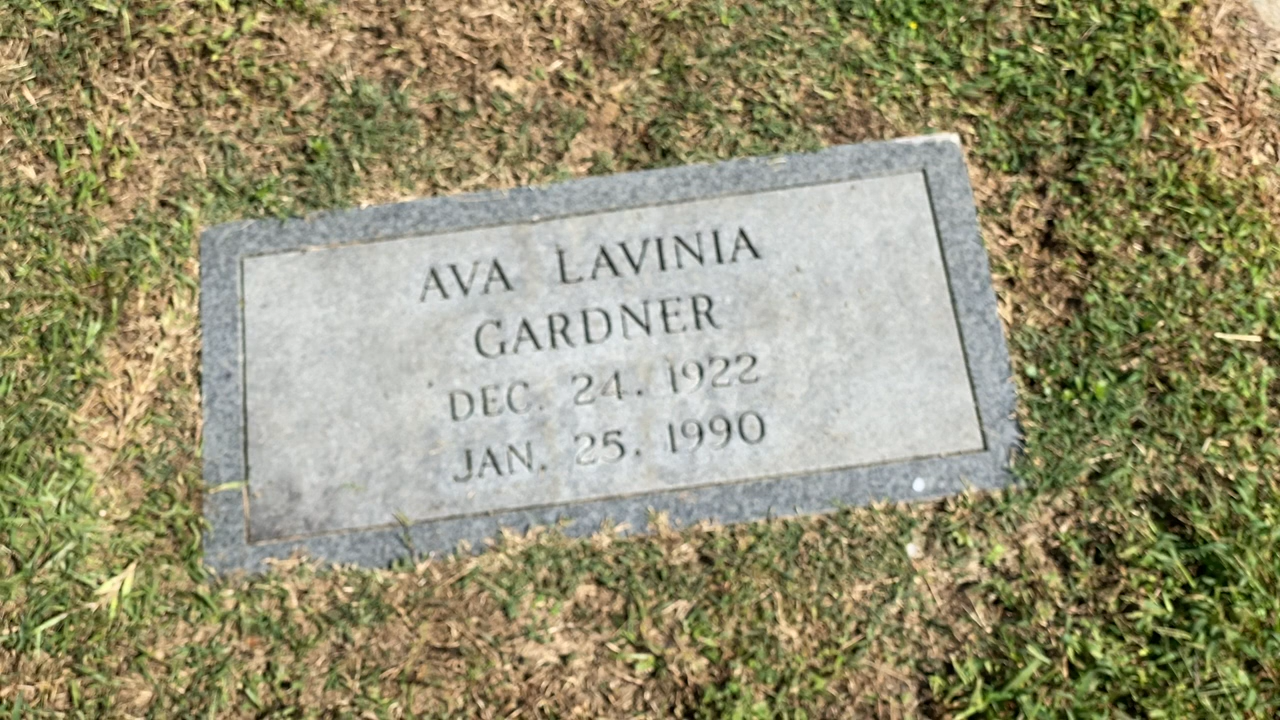 AVA LAVINIA
GARDNER
DEC. 24. 1922
JAN. 25. 1990